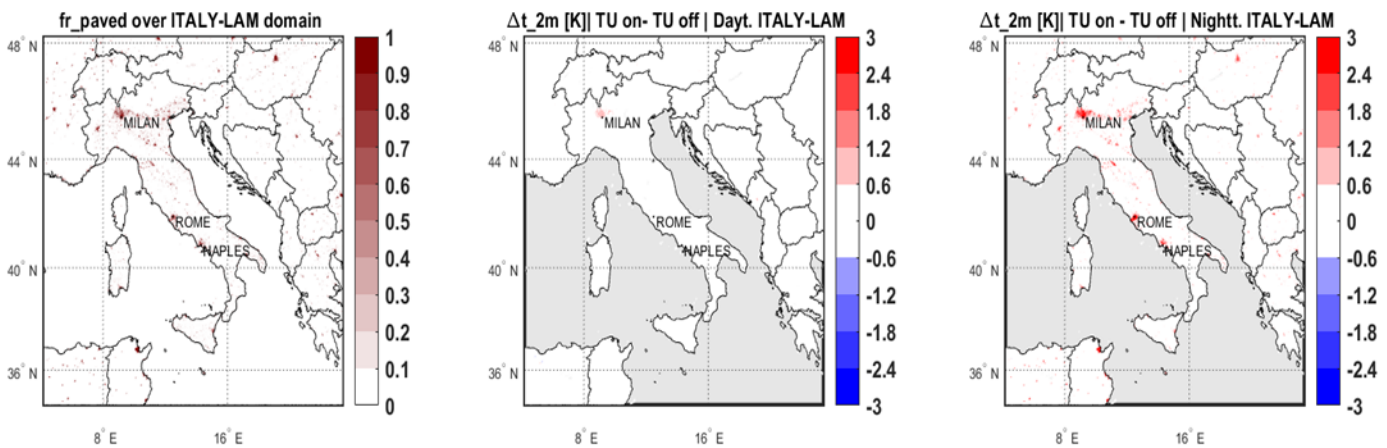 fr_paved over ITALY-LAM domain
48° N
44° N
40° N
36° N
8° E
16° E
MILAN
ROME
NAPLES
1
0.9
0.8
0.7
0.6
0.5
0.4
0.3
0.2
0.1
0
Δt_2m [K]| TU on- TU off | Dayt. ITALY-LAM
48° N
44° N
40° N
36° N
8° E
16° E
MILAN
ROME
NAPLES
3
2.4
1.8
1.2
0.6
0
-0.6
-1.2
-1.8
-2.4
-3
Δt_2m [K]| TU on - TU off | Nightt. ITALY-LAM
48° N
44° N
40° N
36° N
8° E
16° E
MILAN
ROME
NAPLES
3
2.4
1.8
1.2
0.6
0
-0.6
-1.2
-1.8
-2.4
-3